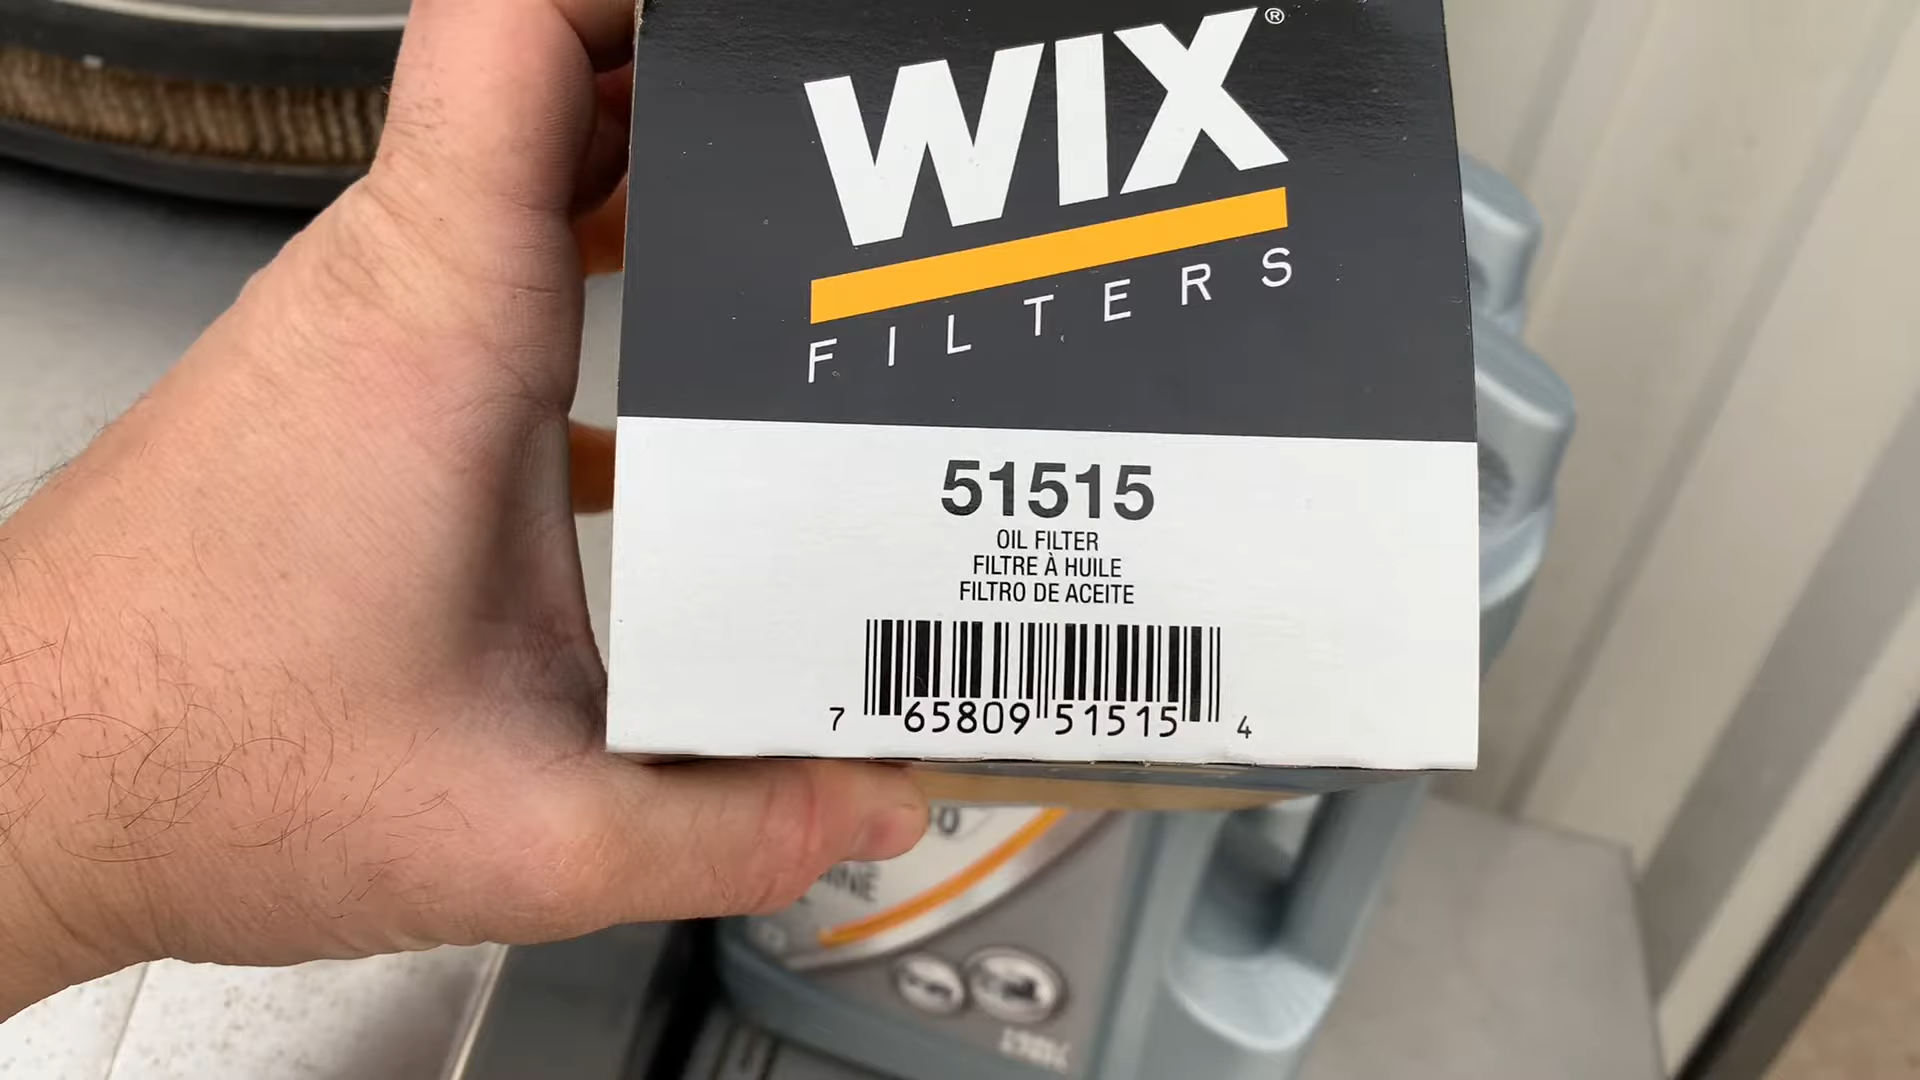 WIX®
FILTERS
51515
OIL FILTER
FILTRE À HUILE
FILTRO DE ACEITE
7 65809 51515 4